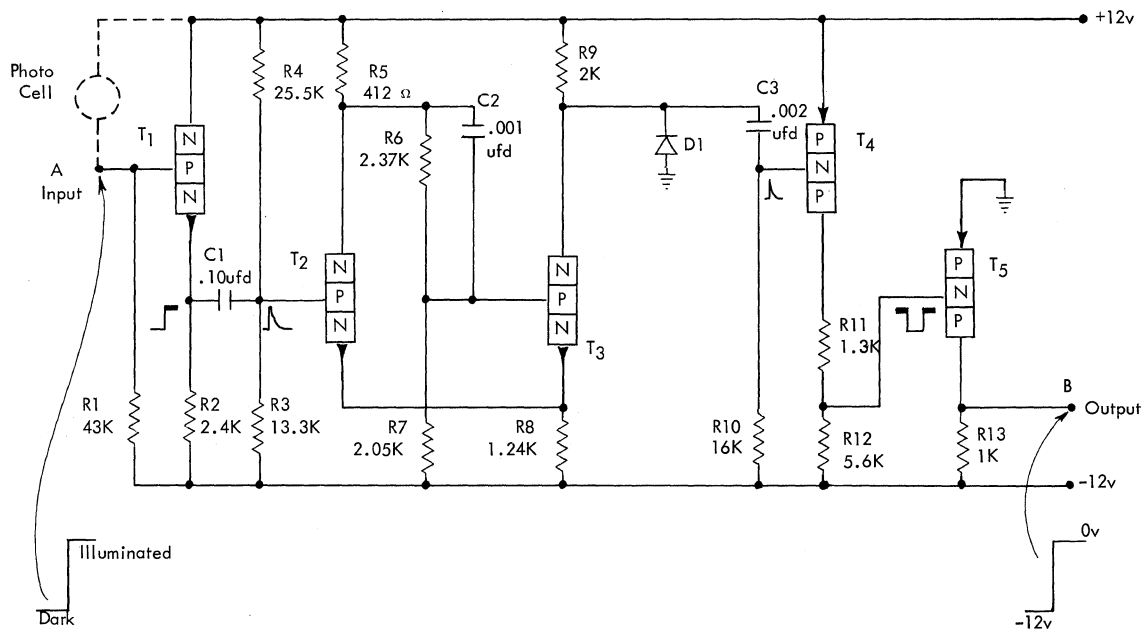 +12v
Photo
Cell
R4
25.5K
R5
412 Ω
R9
2K
C2
.001
ufd
C3
.002
ufd
T1
N
P
N
R6
2.37K
D1
P
N
P
T4
A
Input
C1
.10ufd
T2
N
P
N
N
P
N
T3
P
N
P
T5
R11
1.3K
B
Output
R1
43K
R2
2.4K
R3
13.3K
R7
2.05K
R8
1.24K
R10
16K
R12
5.6K
R13
1K
-12v
Illuminated
Dark
0v
-12v